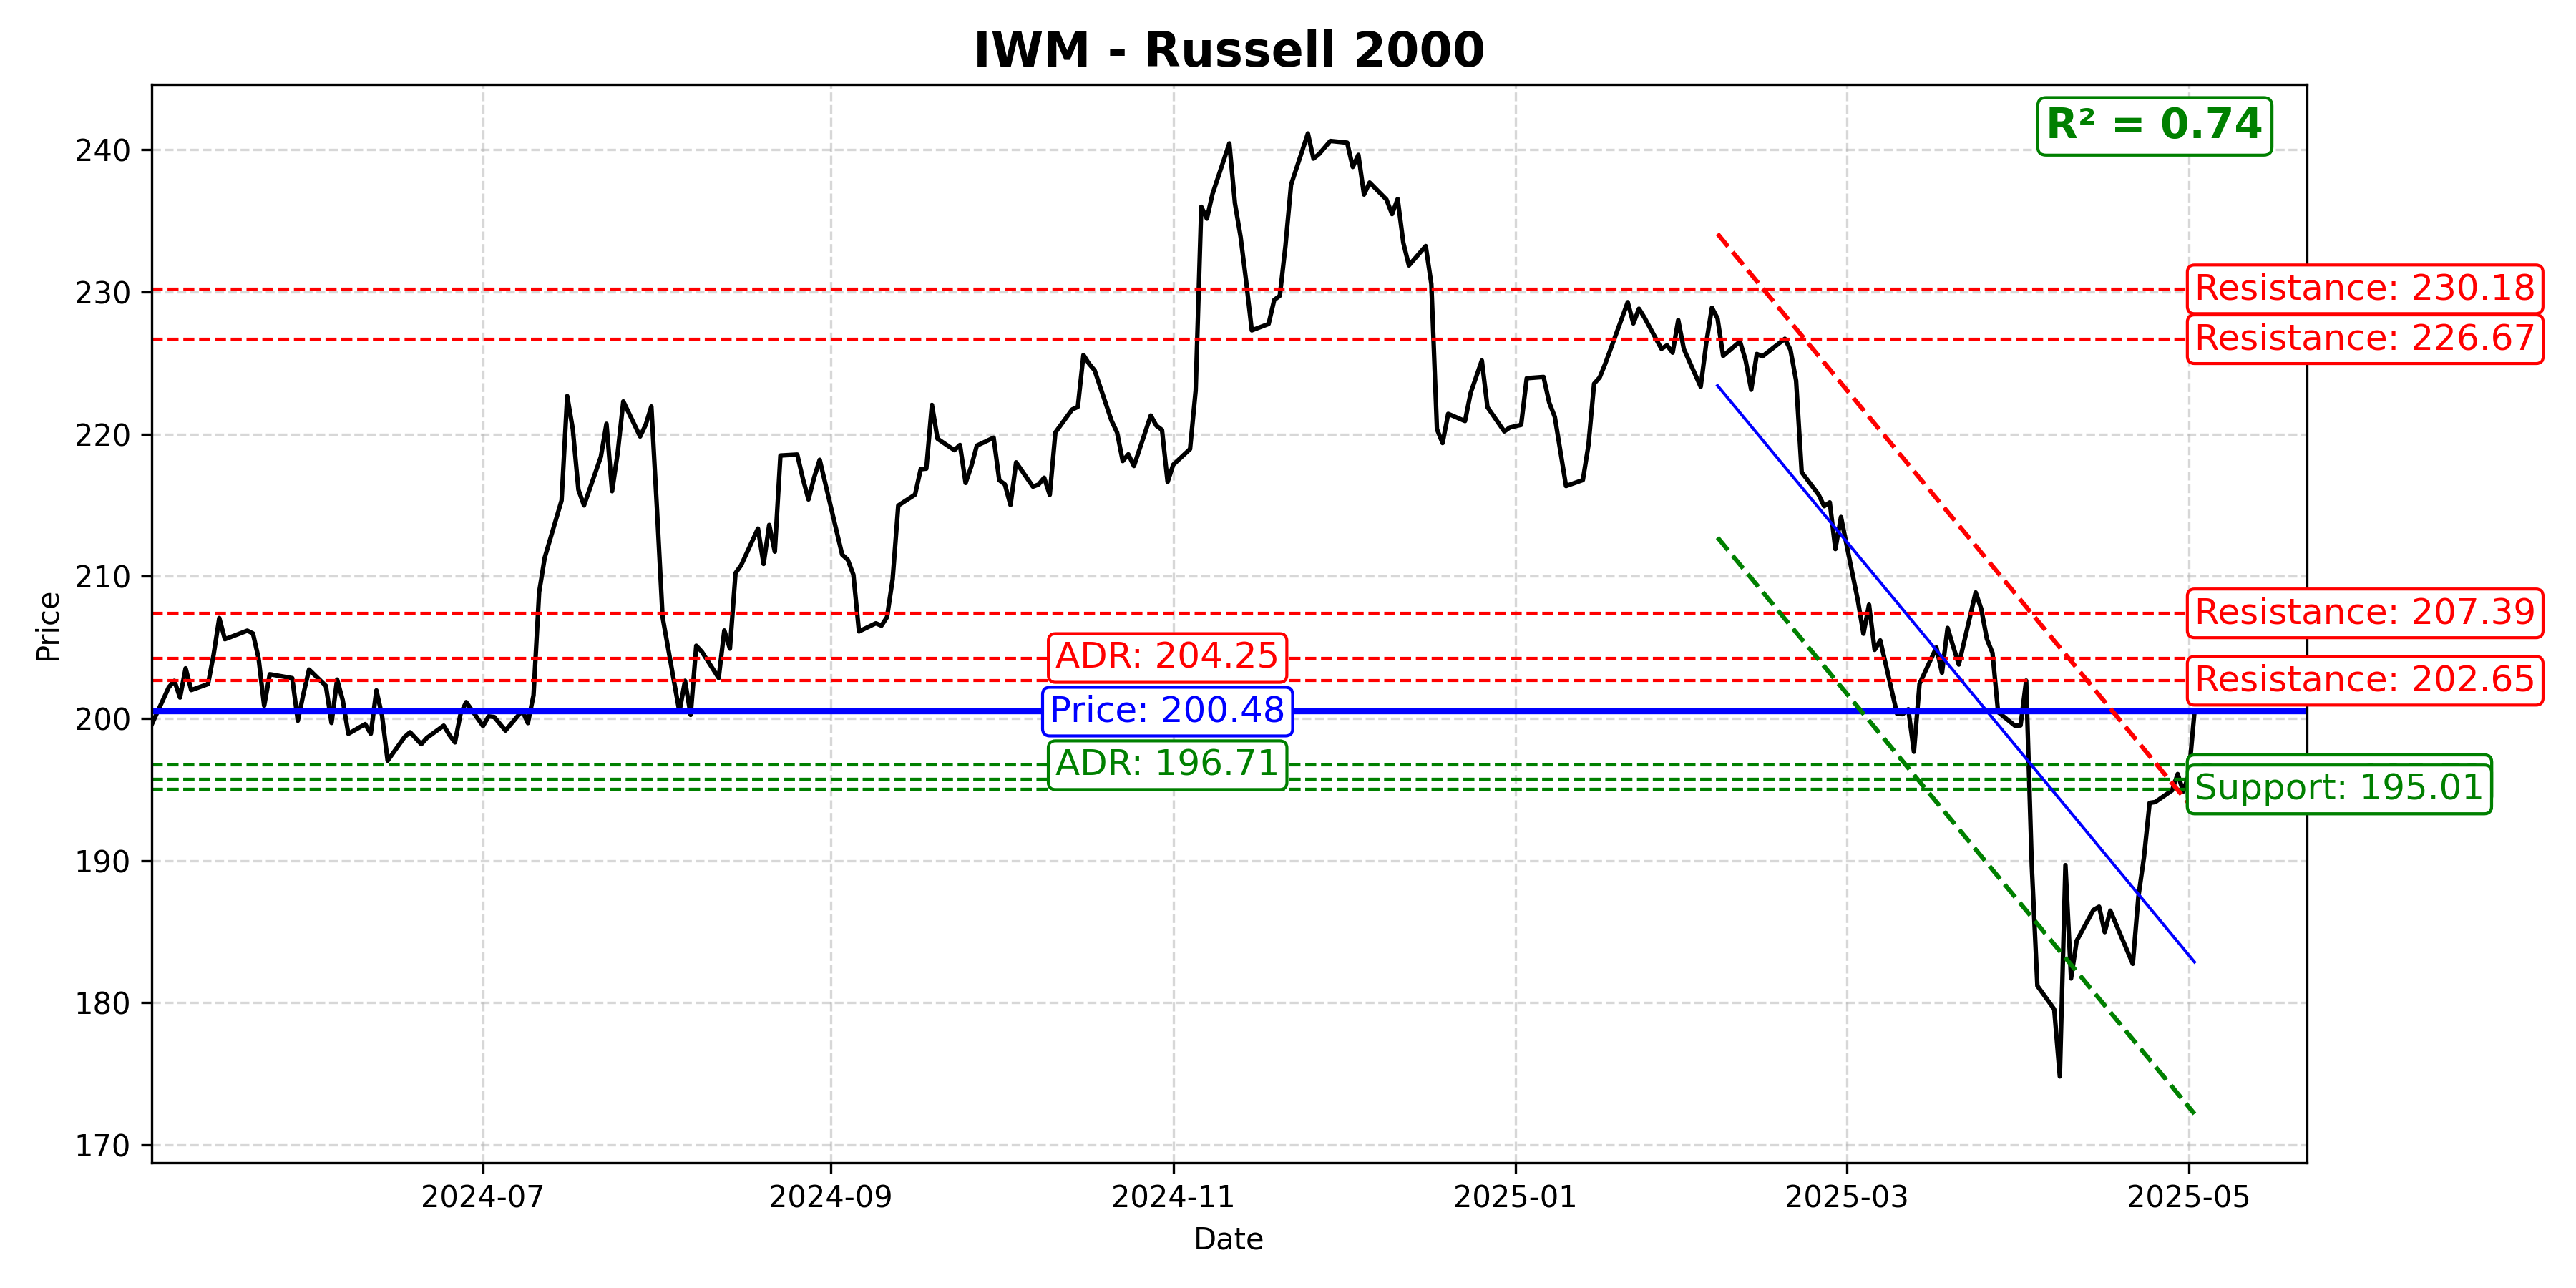 IWM - Russell 2000
R² = 0.74
240
230
220
210
200
190
180
170
Price
Resistance: 230.18
Resistance: 226.67
Resistance: 207.39
ADR: 204.25
Resistance: 202.65
Price: 200.48
ADR: 196.71
Support: 195.01
2024-07
2024-09
2024-11
2025-01
2025-03
2025-05
Date